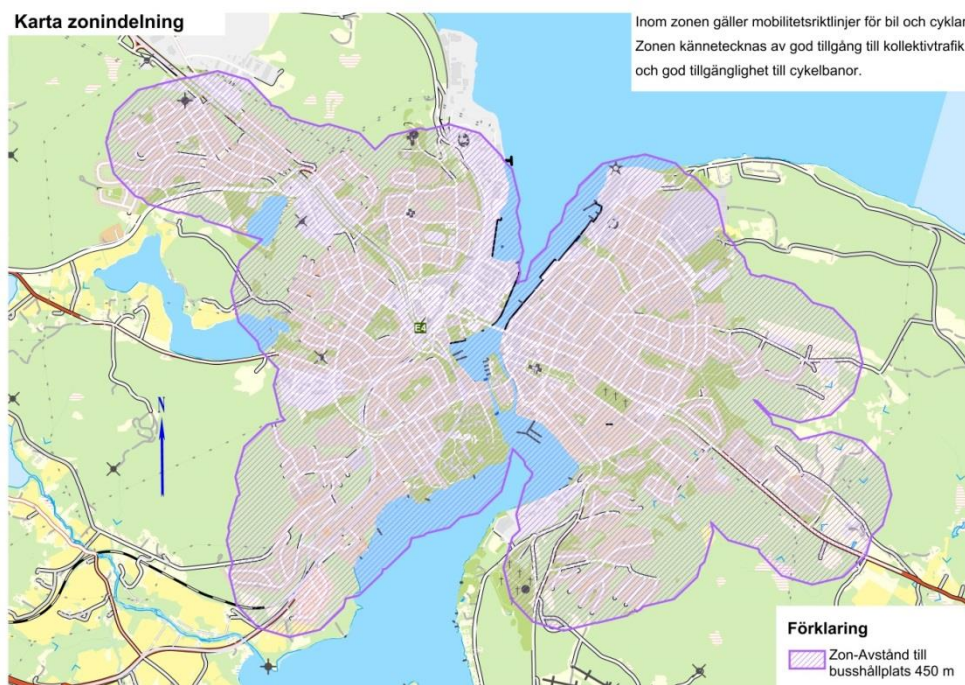 Karta zonindelning
Inom zonen gäller mobilitetsriktlinjer för bil och cyklar
Zonen kännetecknas av god tillgång till kollektivtrafik
och god tillgänglighet till cykelbanor.
E4
N
Förklaring
Zon-Avstånd till
busshållplats 450 m